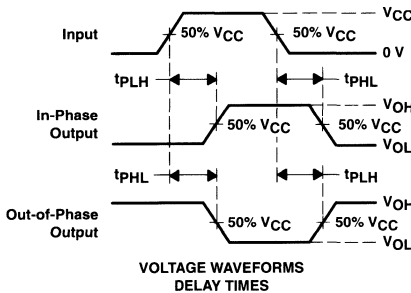 VCC
Input
50% VCC
50% VCC
0 V
tPLH
tPHL
VOH
In-Phase
Output
50% VCC
50% VCC
VOL
tPHL
tPLH
VOH
Out-of-Phase
Output
50% VCC
50% VCC
VOL
VOLTAGE WAVEFORMS
DELAY TIMES